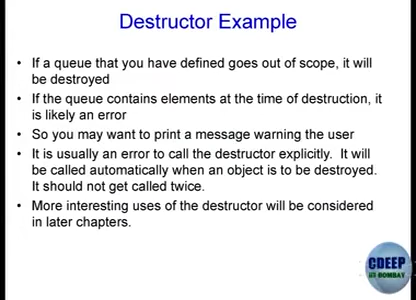 Destructor Example
• If a queue that you have defined goes out of scope, it will
be destroyed
• If the queue contains elements at the time of destruction, it
is likely an error
• So you may want to print a message warning the user
• It is usually an error to call the destructor explicitly. It will
be called automatically when an object is to be destroyed.
It should not get called twice.
• More interesting uses of the destructor will be considered
in later chapters.
CDEEP
IIT BOMBAY